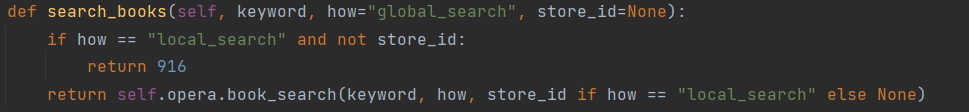 def search_books(self, keyword, how="global_search", store_id=None):
    if how == "local_search" and not store_id:
        return 916
    return self.opera.book_search(keyword, how, store_id if how == "local_search" else None)